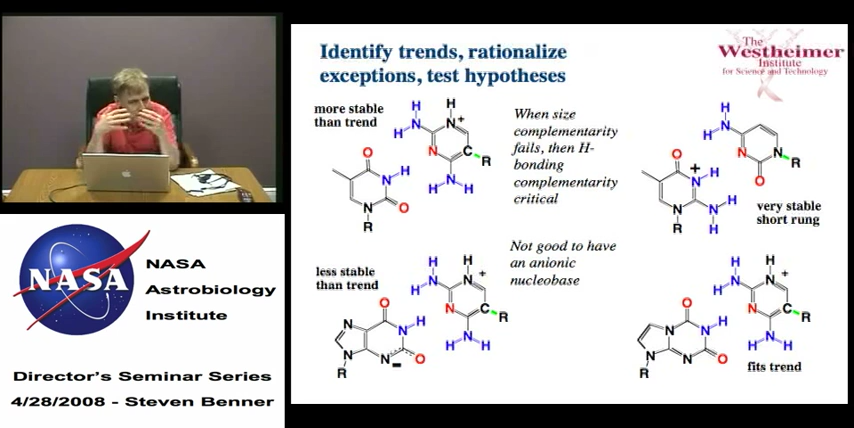 Identify trends, rationalize
exceptions, test hypotheses
The
Westheimer
Institute
for Science and Technology
more stable
than trend
When size
complementarity
fails, then H-
bonding
complementarity
critical
H
H
N
H
N
+
N
C
R
H
N
H
O
N
H
N
O
R
H
N
H
N
N
R
O
O
+
N
H
N
N
H
R
H
very stable
short rung
Not good to have
an anionic
nucleobase
less stable
than trend
H
H
N
H
N
+
N
C
R
H
N
H
O
N
N
H
N
N
O
R
-
H
H
N
H
N
+
N
C
R
H
N
H
O
N
N
H
N
N
O
R
fits trend
NASA
NASA
Astrobiology
Institute
Director's Seminar Series
4/28/2008 - Steven Benner